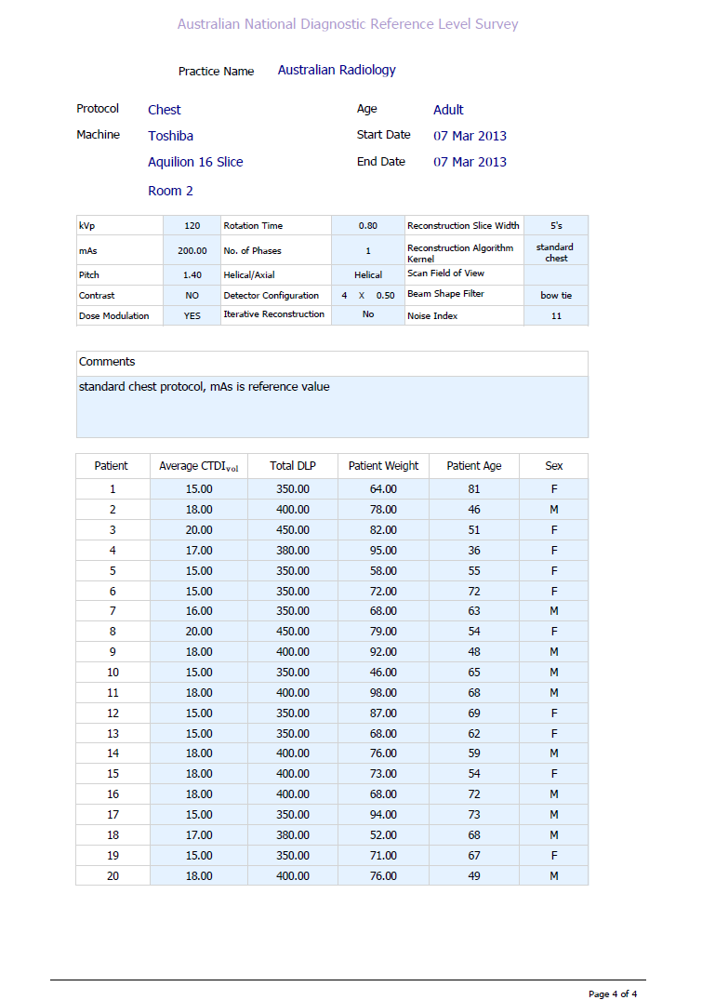 Australian National Diagnostic Reference Level Survey
Practice Name Australian Radiology
Protocol Chest Age Adult
Machine Toshiba Start Date 07 Mar 2013
Aquilion 16 Slice End Date 07 Mar 2013
Room 2
kVp 120 Rotation Time 0.80 Reconstruction Slice Width 5's
mAs 200.00 No. of Phases 1 Reconstruction Algorithm Kernel standard chest
Pitch 1.40 Helical/Axial Helical Scan Field of View
Contrast NO Detector Configuration 4 X 0.50 Beam Shape Filter bow tie
Dose Modulation YES Iterative Reconstruction No Noise Index 11
Comments
standard chest protocol, mAs is reference value
Patient Average CTDIvol Total DLP Patient Weight Patient Age Sex
1 15.00 350.00 64.00 81 F
2 18.00 400.00 78.00 46 M
3 20.00 450.00 82.00 51 F
4 17.00 380.00 95.00 36 F
5 15.00 350.00 58.00 55 F
6 15.00 350.00 72.00 72 F
7 16.00 350.00 68.00 63 M
8 20.00 450.00 79.00 54 F
9 18.00 400.00 92.00 48 M
10 15.00 350.00 46.00 65 M
11 18.00 400.00 98.00 68 M
12 15.00 350.00 87.00 69 F
13 15.00 350.00 68.00 62 F
14 18.00 400.00 76.00 59 M
15 18.00 400.00 73.00 54 F
16 18.00 400.00 68.00 72 M
17 15.00 350.00 94.00 73 M
18 17.00 380.00 52.00 68 M
19 15.00 350.00 71.00 67 F
20 18.00 400.00 76.00 49 M
Page 4 of 4